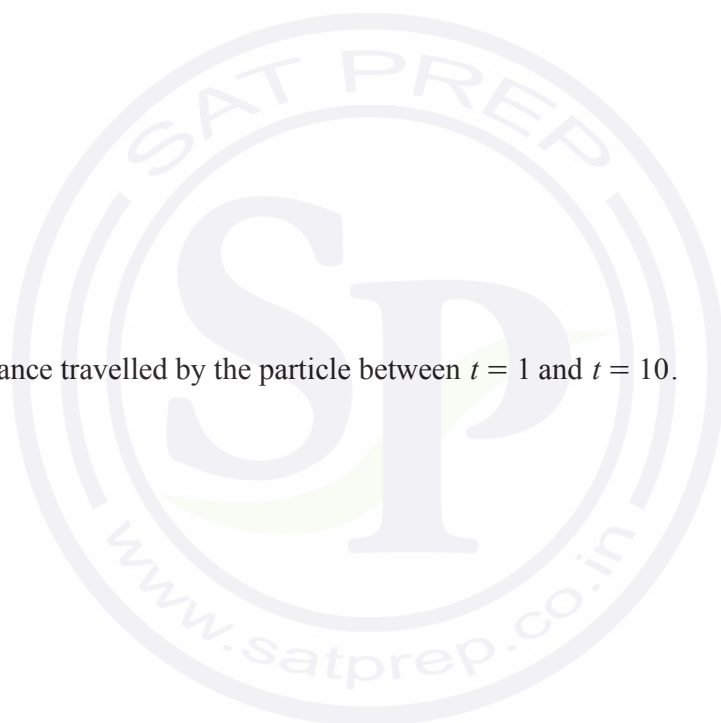 SAT PREP
SP
ance travelled by the particle between t = 1 and t = 10.
www.satprep.co.in